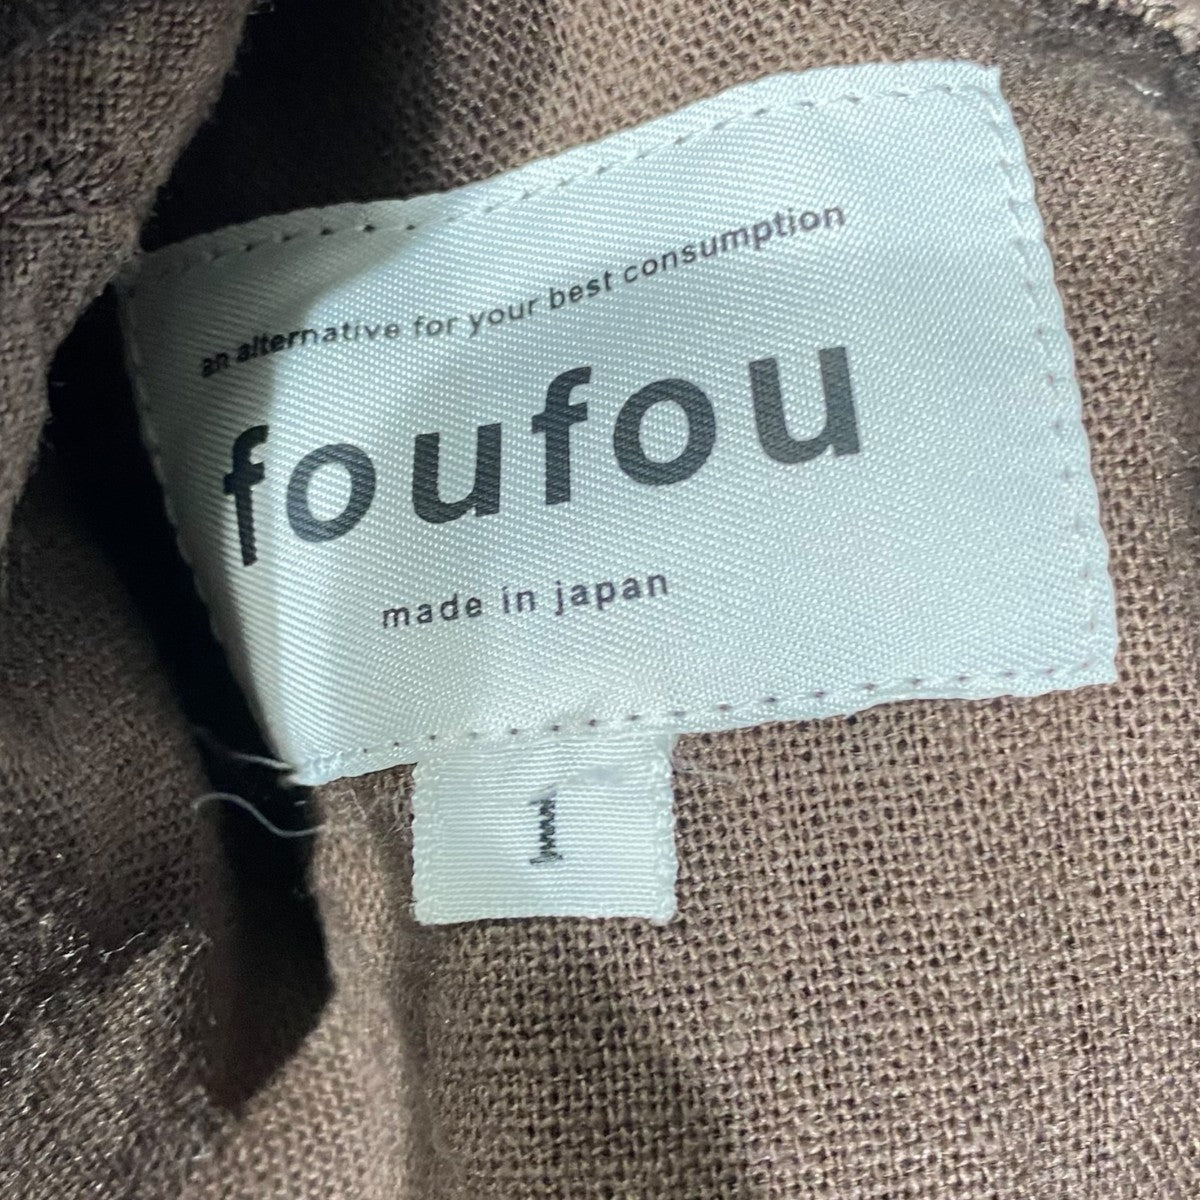 an alternative for your best consumption
foufou
made in japan
1